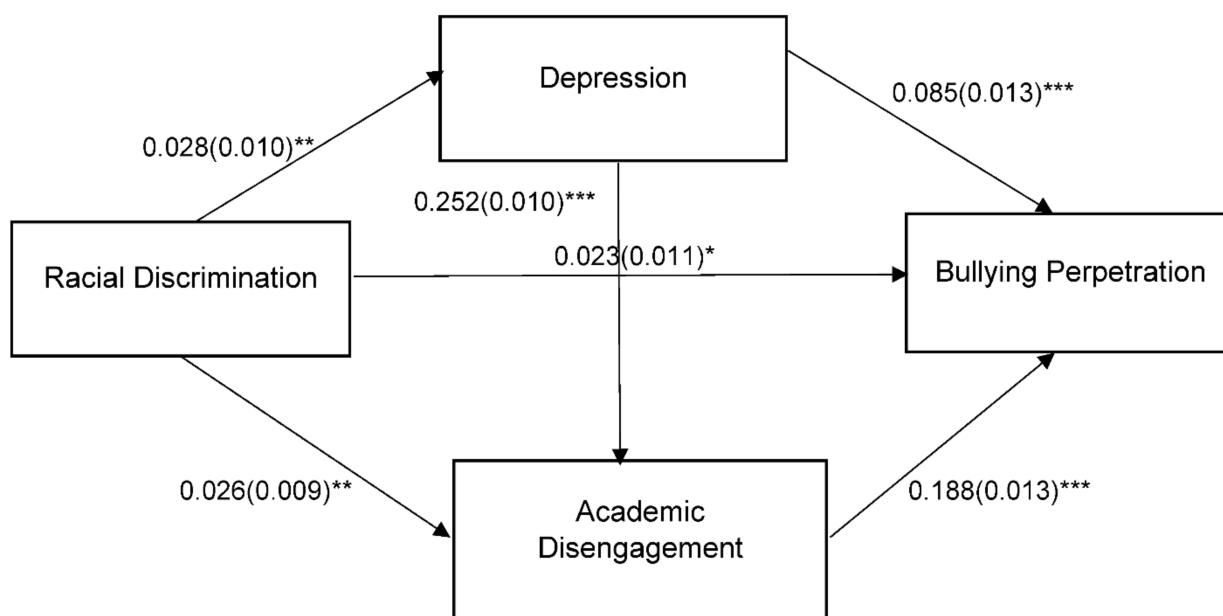 Depression
0.085(0.013)***
0.028(0.010)**
0.252(0.010)***
0.023(0.011)*
Racial Discrimination
Bullying Perpetration
0.026(0.009)**
0.188(0.013)***
Academic
Disengagement